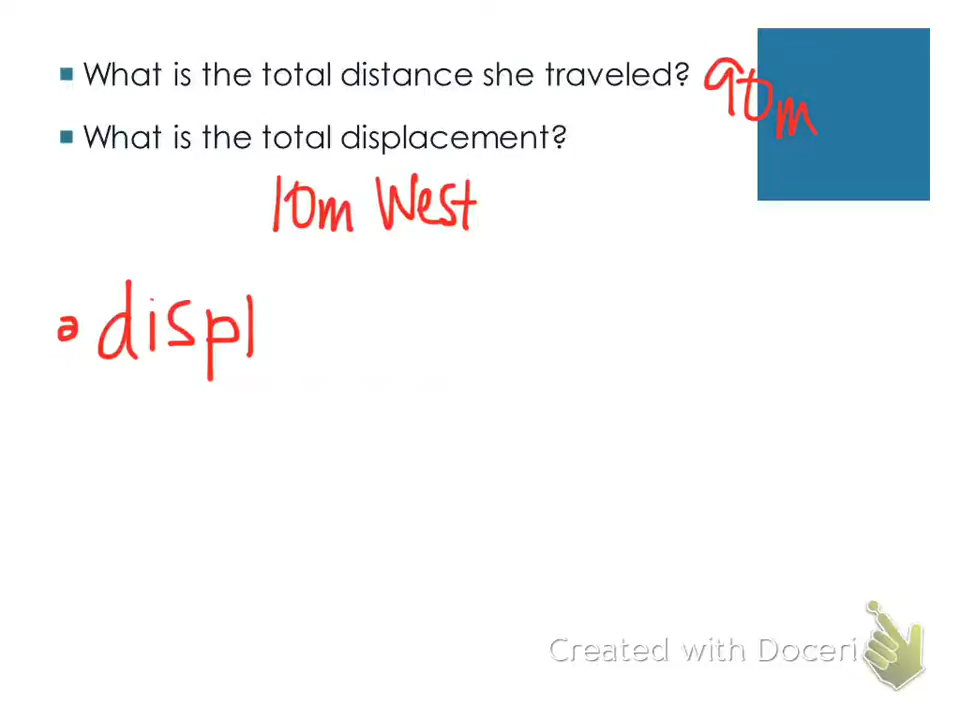 What is the total distance she traveled? 90m
What is the total displacement?
10m West
displ
Created with Doceri